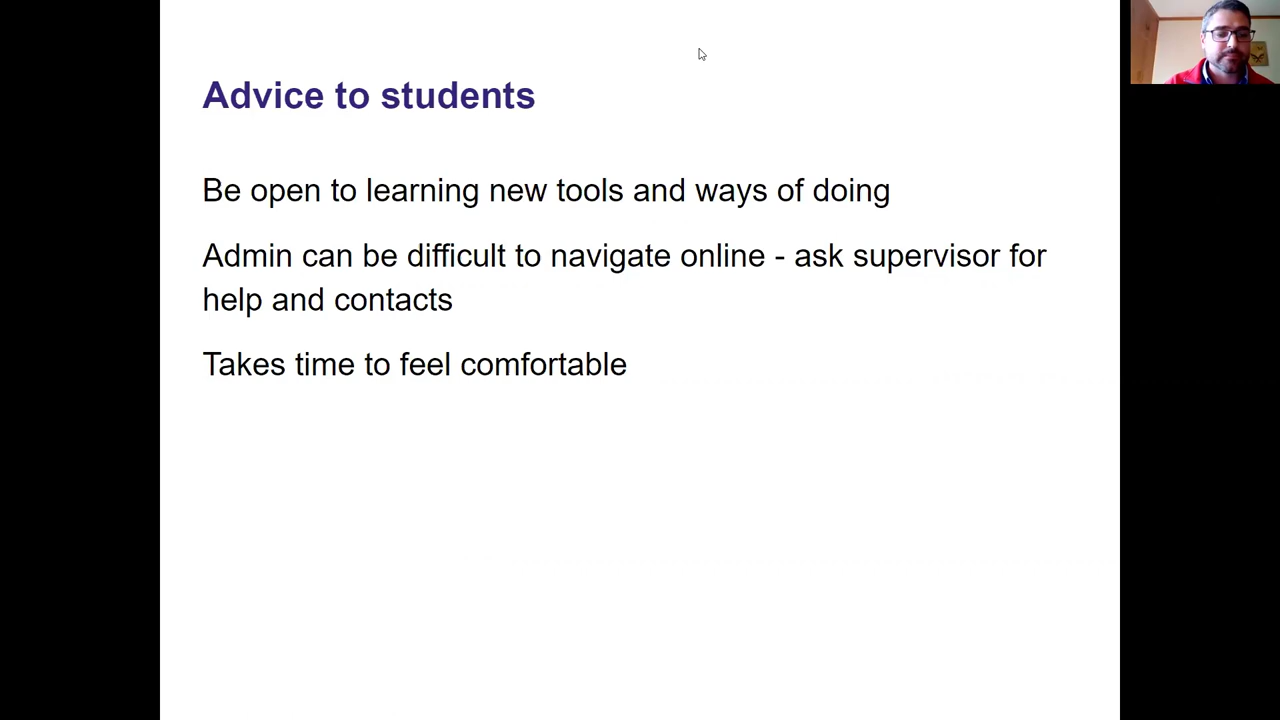 Advice to students
Be open to learning new tools and ways of doing
Admin can be difficult to navigate online - ask supervisor for
help and contacts
Takes time to feel comfortable